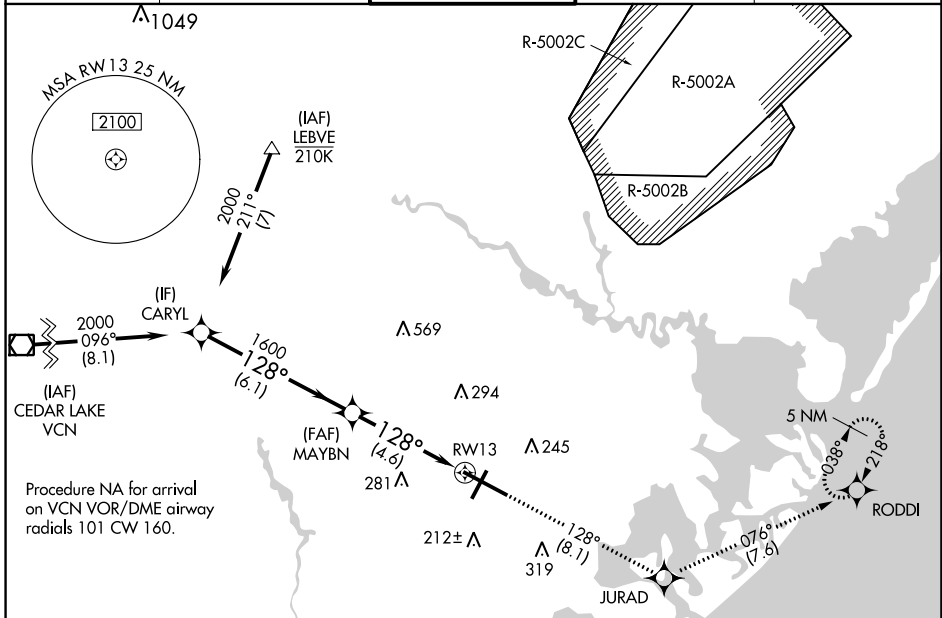 1049
MSA RW13 25 NM
2100
(IAF)
LEBVE
210K
2000
211°
(7)
R-5002C
R-5002A
R-5002B
(IF)
CARYL
2000
096°
(8.1)
(IAF)
CEDAR LAKE
VCN
1600
128°
(6.1)
569
294
(FAF)
MAYBN
128°
(4.6)
RW13
245
281
212±
319
128°
(8.1)
JURAD
076°
(7.6)
5 NM
038°
218°
RODDI
Procedure NA for arrival
on VCN VOR/DME airway
radials 101 CW 160.